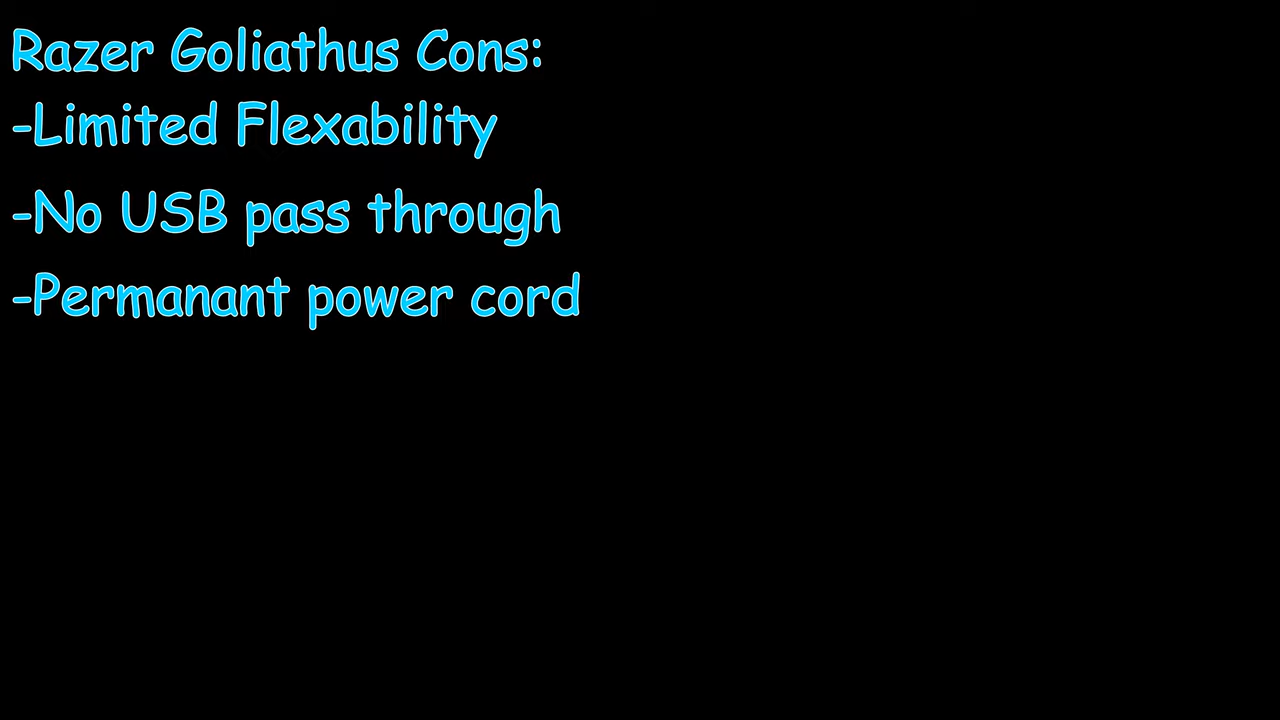 Razer Goliathus Cons:
-Limited Flexability
-No USB pass through
-Permanant power cord